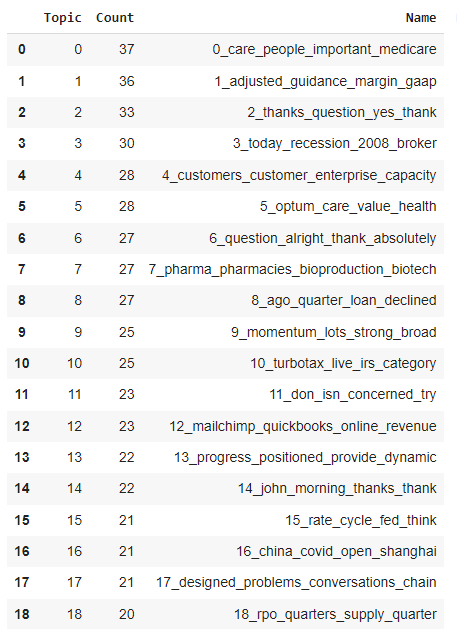 Topic Count Name
0 0 37 0_care_people_important_medicare
1 1 36 1_adjusted_guidance_margin_gaap
2 2 33 2_thanks_question_yes_thank
3 3 30 3_today_recession_2008_broker
4 4 28 4_customers_customer_enterprise_capacity
5 5 28 5_optum_care_value_health
6 6 27 6_question_alright_thank_absolutely
7 7 27 7_pharma_pharmacies_bioproduction_biotech
8 8 27 8_ago_quarter_loan_declined
9 9 25 9_momentum_lots_strong_broad
10 10 25 10_turbotax_live_irs_category
11 11 23 11_don_isn_concerned_try
12 12 23 12_mailchimp_quickbooks_online_revenue
13 13 22 13_progress_positioned_provide_dynamic
14 14 22 14_john_morning_thanks_thank
15 15 21 15_rate_cycle_fed_think
16 16 21 16_china_covid_open_shanghai
17 17 21 17_designed_problems_conversations_chain
18 18 20 18_rpo_quarters_supply_quarter